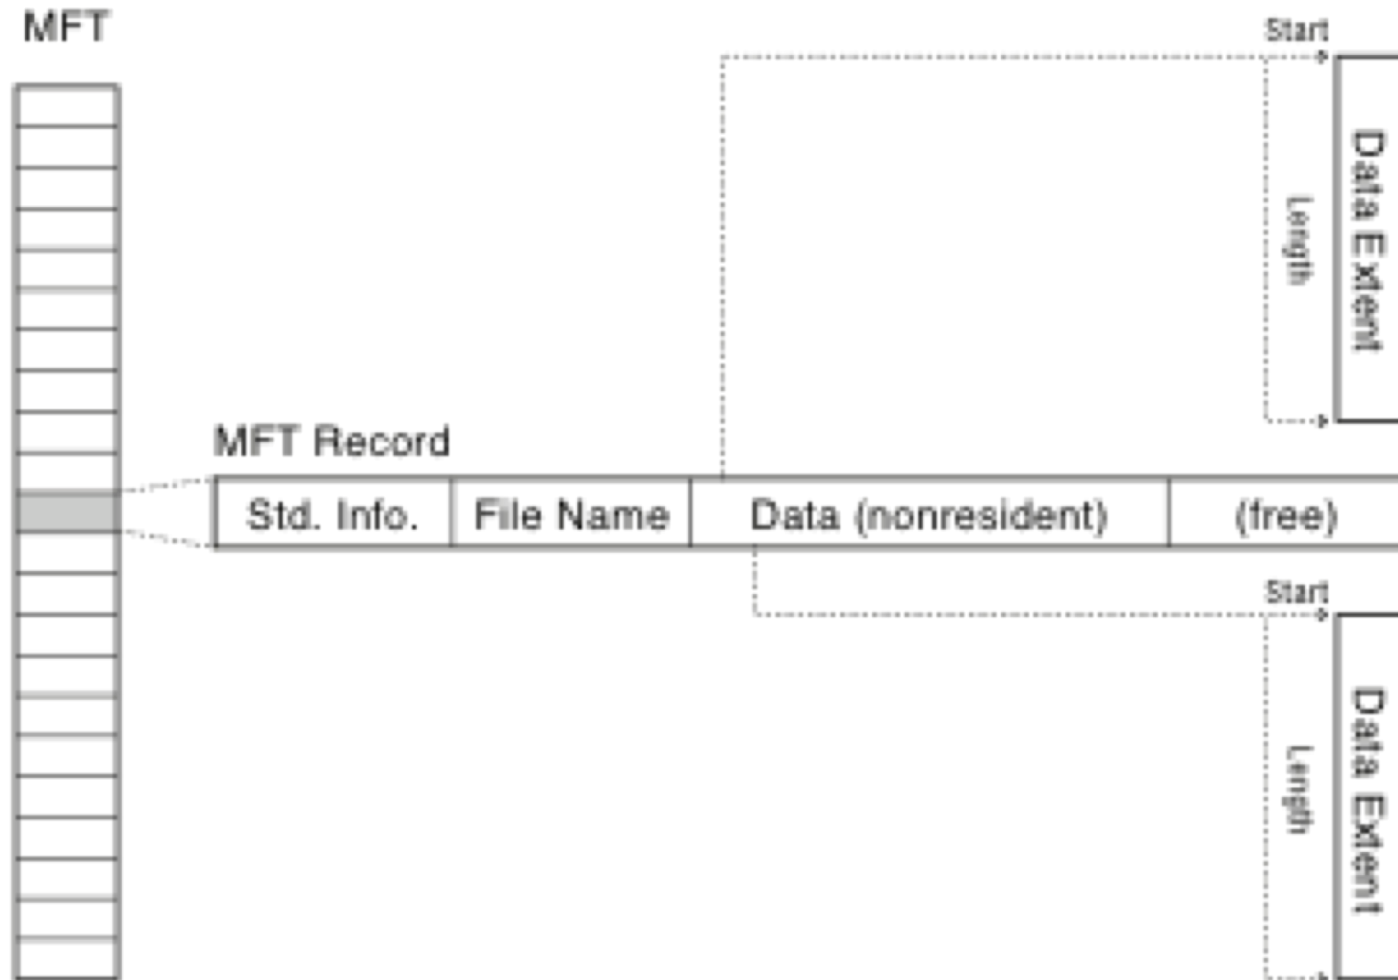 MFT
Start
Data Extent
Length
MFT Record
Std. Info.
File Name
Data (nonresident)
(free)
Start
Data Extent
Length